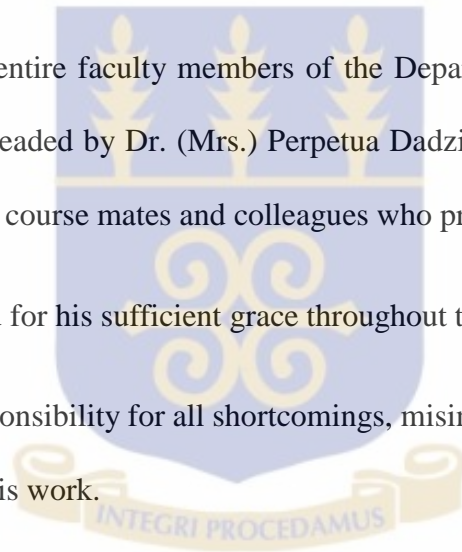 entire faculty members of the Depa
eaded by Dr. (Mrs.) Perpetua Dadzi
course mates and colleagues who pr
for his sufficient grace throughout t
onsibility for all shortcomings, misin
is work.
INTEGRI PROCEDAMUS